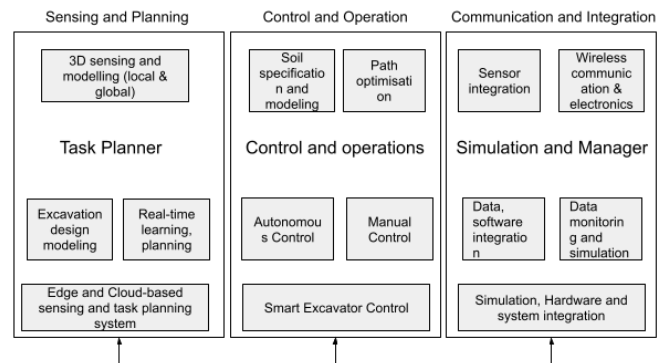 Sensing and Planning
Control and Operation
Communication and Integration
3D sensing and
modelling (local &
global)
Soil
specificatio
n and
modeling
Path
optimisati
on
Sensor
integration
Wireless
communic
ation &
electronics
Task Planner
Control and operations
Simulation and Manager
Excavation
design
modeling
Real-time
learning,
planning
Autonomou
s Control
Manual
Control
Data,
software
integratio
n
Data
monitorin
g and
simulation
Edge and Cloud-based
sensing and task planning
system
Smart Excavator Control
Simulation, Hardware and
system integration